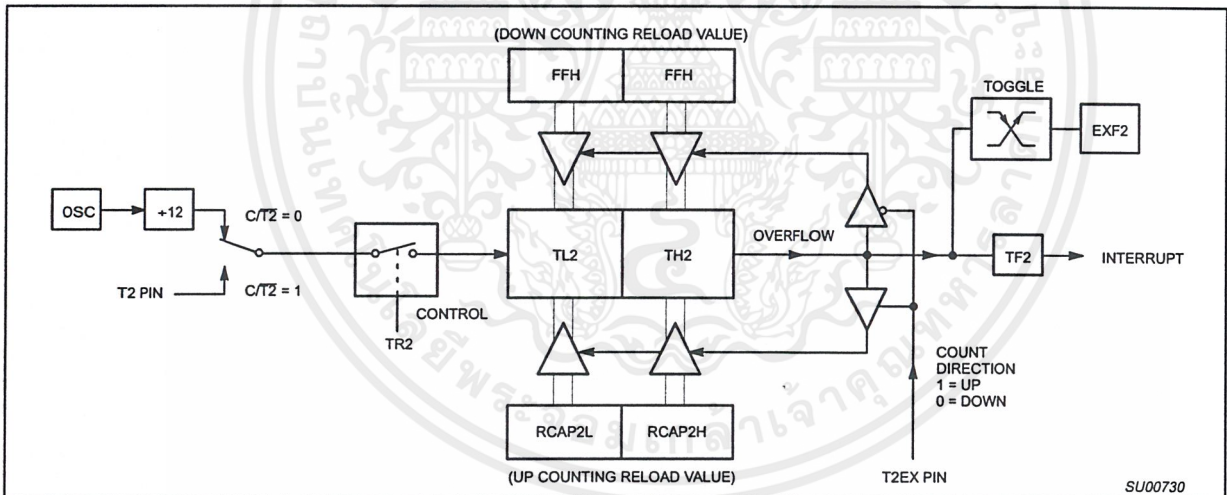 (DOWN COUNTING RELOAD VALUE)
FFH
FFH
TOGGLE
EXF2
OSC
÷12
C/T2 = 0
OVERFLOW
TL2
TH2
TF2
INTERRUPT
T2 PIN
C/T2 = 1
CONTROL
TR2
COUNT
DIRECTION
1 = UP
0 = DOWN
RCAP2L
RCAP2H
(UP COUNTING RELOAD VALUE)
T2EX PIN
SU00730